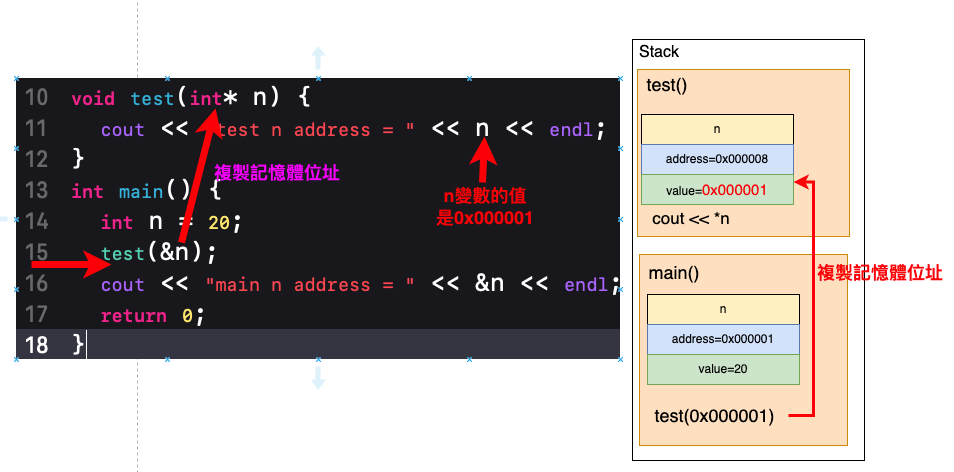 10 void test(int* n) {
11 cout << "test n address = " << n << endl;
12 }
複製記憶體位址
13 int main() {
n變數的值
是0x000001
14 int n = 20;
15 test(&n);
16 cout << "main n address = " << &n << endl;
17 return 0;
18 }
Stack
test()
n
address=0x000008
value=0x000001
cout << *n
main()
複製記憶體位址
n
address=0x000001
value=20
test(0x000001)